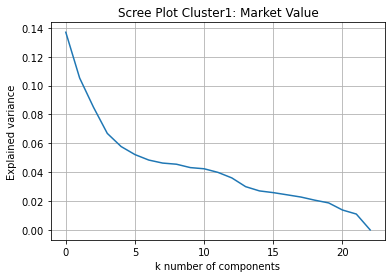 Scree Plot Cluster1: Market Value
0.14
0.12
0.10
0.08
0.06
0.04
0.02
0.00
Explained variance
0 5 10 15 20
k number of components